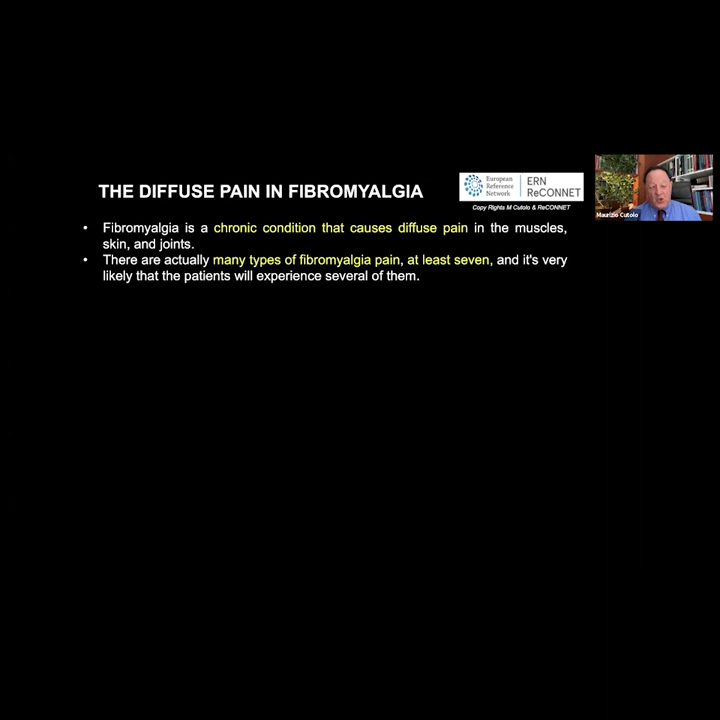 THE DIFFUSE PAIN IN FIBROMYALGIA
European
Reference
Network
ERN
ReCONNET
Copy Rights M Cutolo & ReCONNET
Maurizio Cutolo
• Fibromyalgia is a chronic condition that causes diffuse pain in the muscles,
skin, and joints.
• There are actually many types of fibromyalgia pain, at least seven, and it's very
likely that the patients will experience several of them.